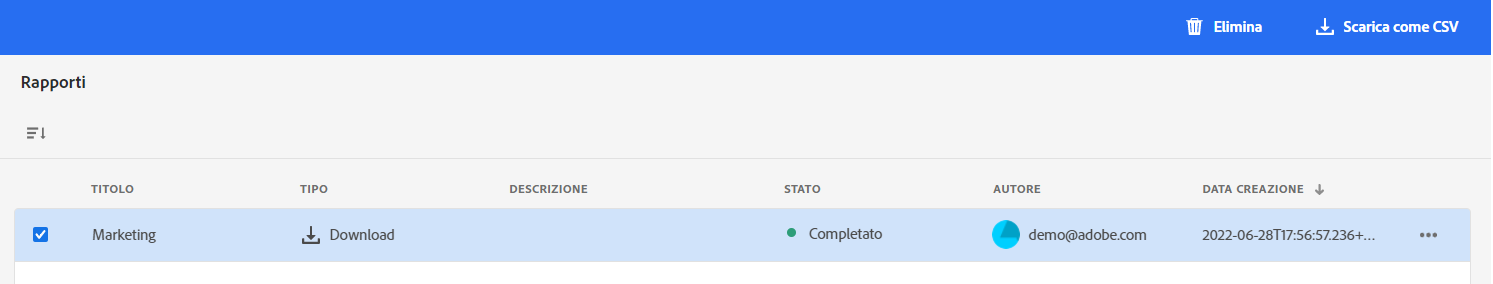 Elimina Scarica come CSV
Rapporti
TITOLO TIPO DESCRIZIONE STATO AUTORE DATA CREAZIONE
Marketing Download Completato demo@adobe.com 2022-06-28T17:56:57.236+...